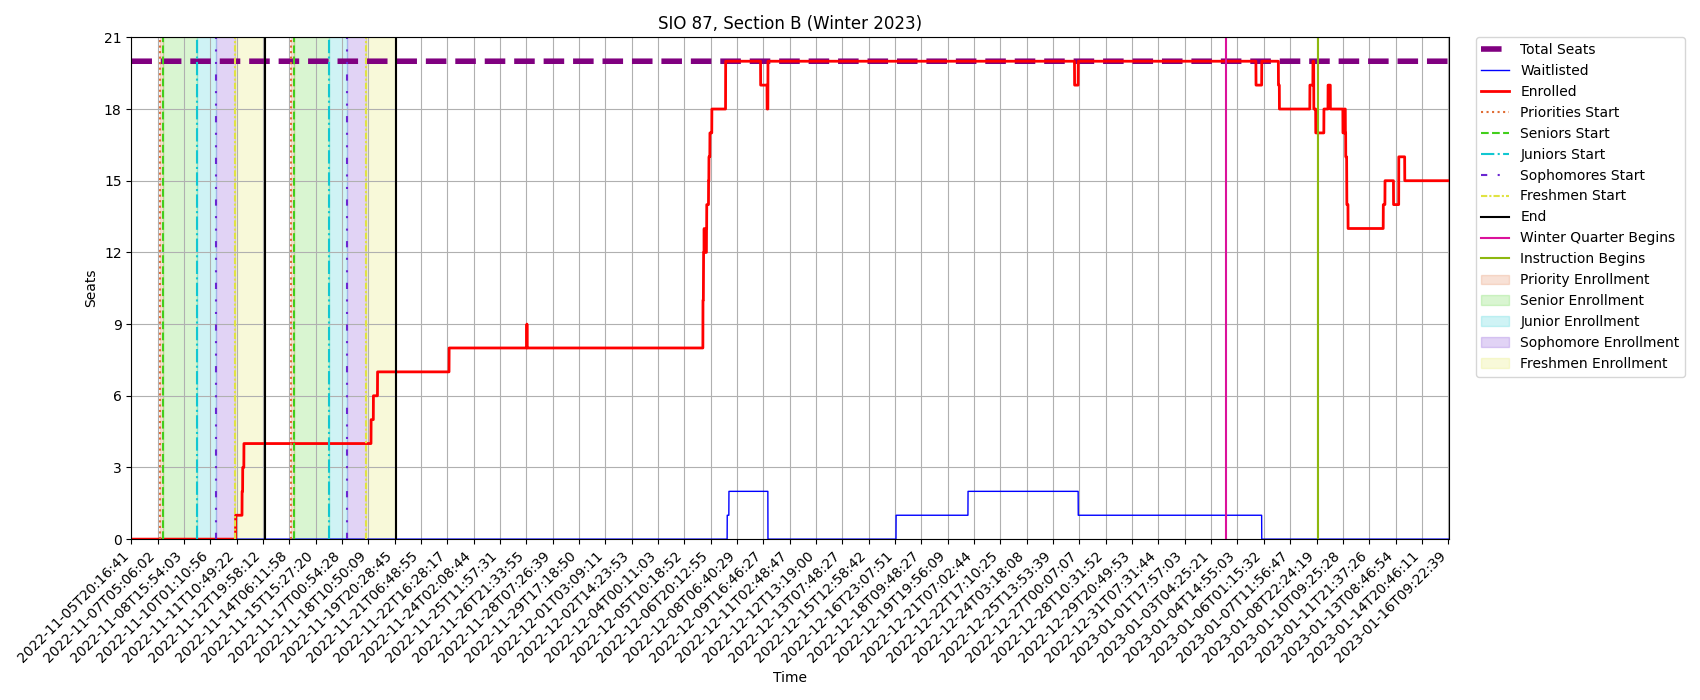 SIO 87, Section B (Winter 2023)
21
18
15
12
9
6
3
0
Seats
2022-11-05T20:16:41
2022-11-07T05:06:02
2022-11-08T15:54:03
2022-11-10T01:10:56
2022-11-11T10:49:22
2022-11-12T19:58:12
2022-11-14T06:11:58
2022-11-15T15:27:20
2022-11-17T00:54:28
2022-11-18T10:50:09
2022-11-19T20:28:45
2022-11-21T06:48:55
2022-11-22T16:28:17
2022-11-24T02:08:44
2022-11-25T11:57:31
2022-11-26T21:33:55
2022-11-28T07:26:39
2022-11-29T17:18:50
2022-12-01T03:09:11
2022-12-02T14:23:53
2022-12-04T00:11:03
2022-12-05T10:18:52
2022-12-06T20:12:55
2022-12-08T06:40:29
2022-12-09T16:46:27
2022-12-11T02:48:47
2022-12-12T13:19:00
2022-12-13T07:48:27
2022-12-15T12:58:42
2022-12-16T23:07:51
2022-12-18T09:48:27
2022-12-19T19:56:09
2022-12-21T07:02:44
2022-12-22T17:10:25
2022-12-24T03:18:08
2022-12-25T13:53:39
2022-12-27T00:07:07
2022-12-28T10:31:52
2022-12-29T20:49:53
2022-12-31T07:31:44
2023-01-01T17:57:03
2023-01-03T04:25:21
2023-01-04T14:55:03
2023-01-06T01:15:32
2023-01-07T11:56:47
2023-01-08T22:24:19
2023-01-10T09:25:28
2023-01-11T21:37:26
2023-01-13T08:46:54
2023-01-14T20:46:11
2023-01-16T09:22:39
Time
Total Seats
Waitlisted
Enrolled
Priorities Start
Seniors Start
Juniors Start
Sophomores Start
Freshmen Start
End
Winter Quarter Begins
Instruction Begins
Priority Enrollment
Senior Enrollment
Junior Enrollment
Sophomore Enrollment
Freshmen Enrollment